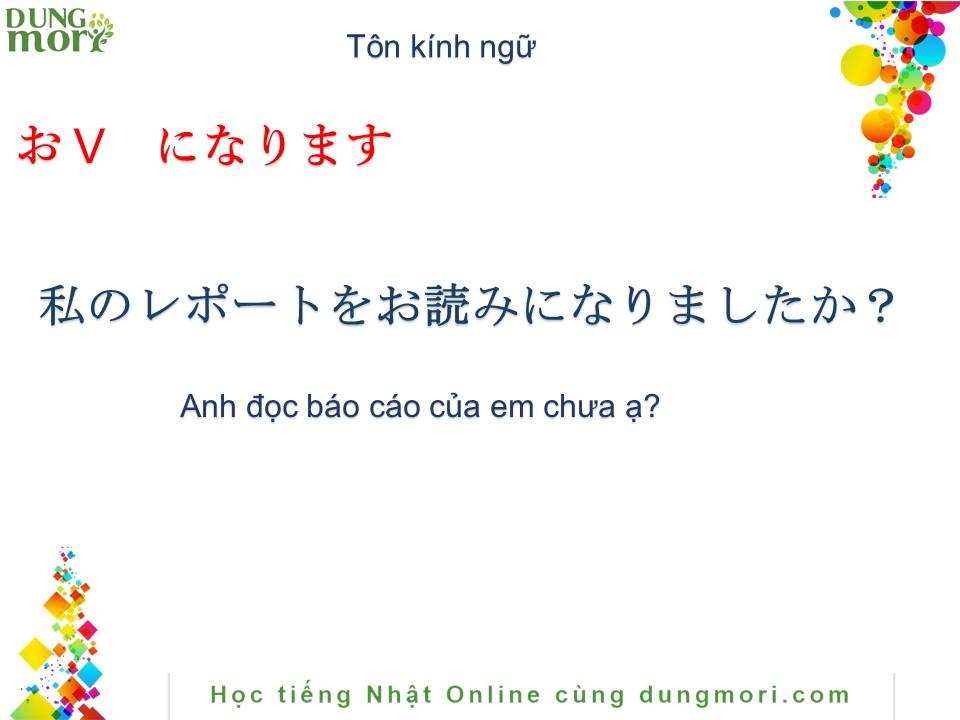 DUNG
mori
Tôn kính ngữ
おV　になります
私のレポートをお読みになりましたか？
Anh đọc báo cáo của em chưa ạ?
Học tiếng Nhật Online cùng dungmori.com